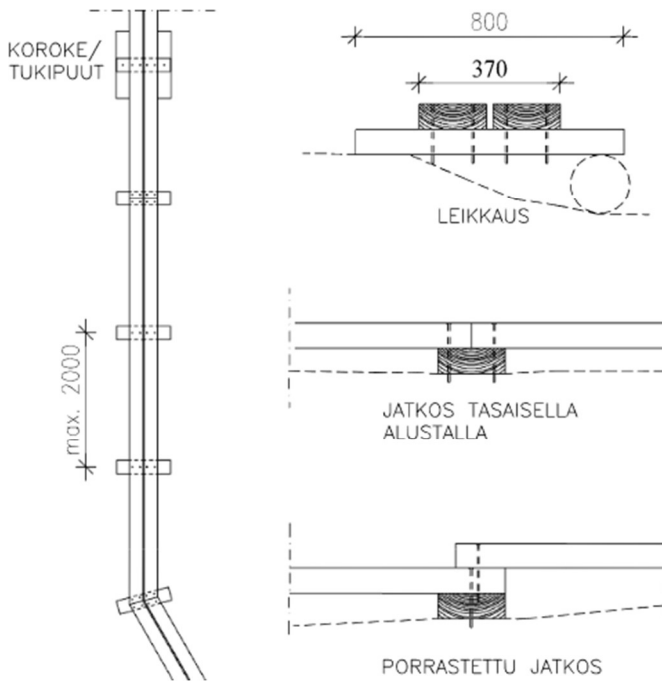 KOROKE/
TUKIPUUT
max. 2000
800
370
LEIKKAUS
JATKOS TASAISELLA
ALUSTALLA
PORRASTETTU JATKOS